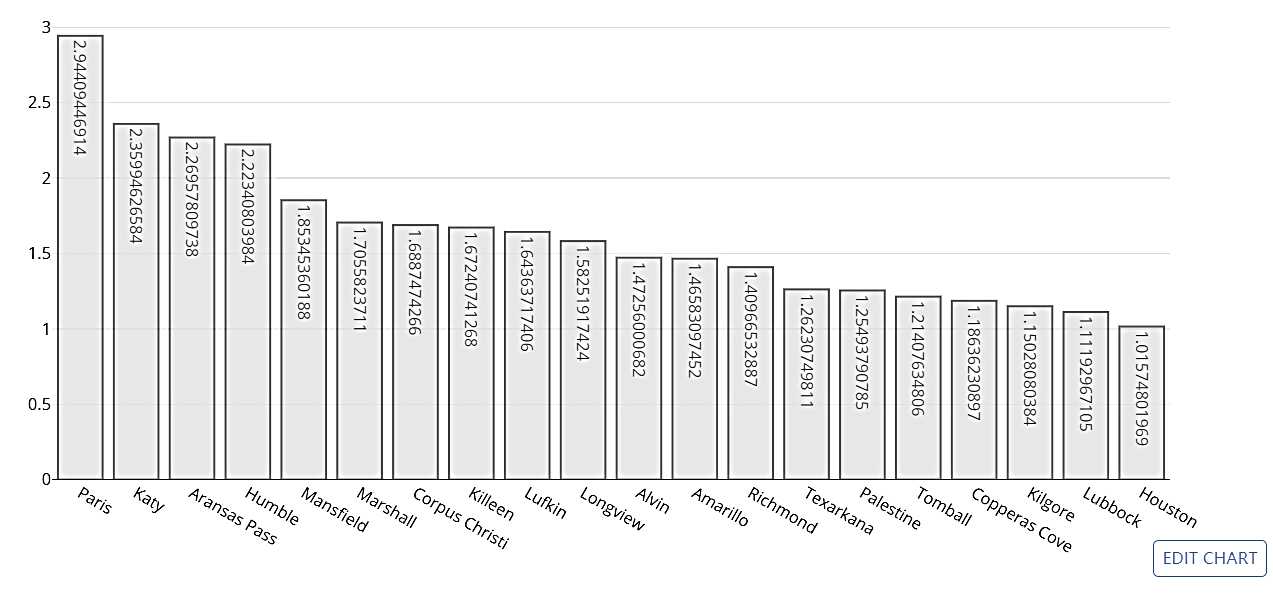 3
2.5
2
1.5
1
0.5
0
2.94409446914
2.35994626584
2.26957809738
2.22340803984
1.85345360188
1.7055823711
1.6887474266
1.67240741268
1.64363717406
1.58251917424
1.47256000682
1.46583097452
1.40966532887
1.26230749811
1.25493790785
1.21407634806
1.18636230897
1.15028080384
1.11192967105
1.01574801969
Paris
Katy
Aransas Pass
Humble
Mansfield
Marshall
Corpus Christi
Killeen
Lufkin
Longview
Alvin
Amarillo
Richmond
Texarkana
Palestine
Tomball
Copperas Cove
Kilgore
Lubbock
Houston
EDIT CHART